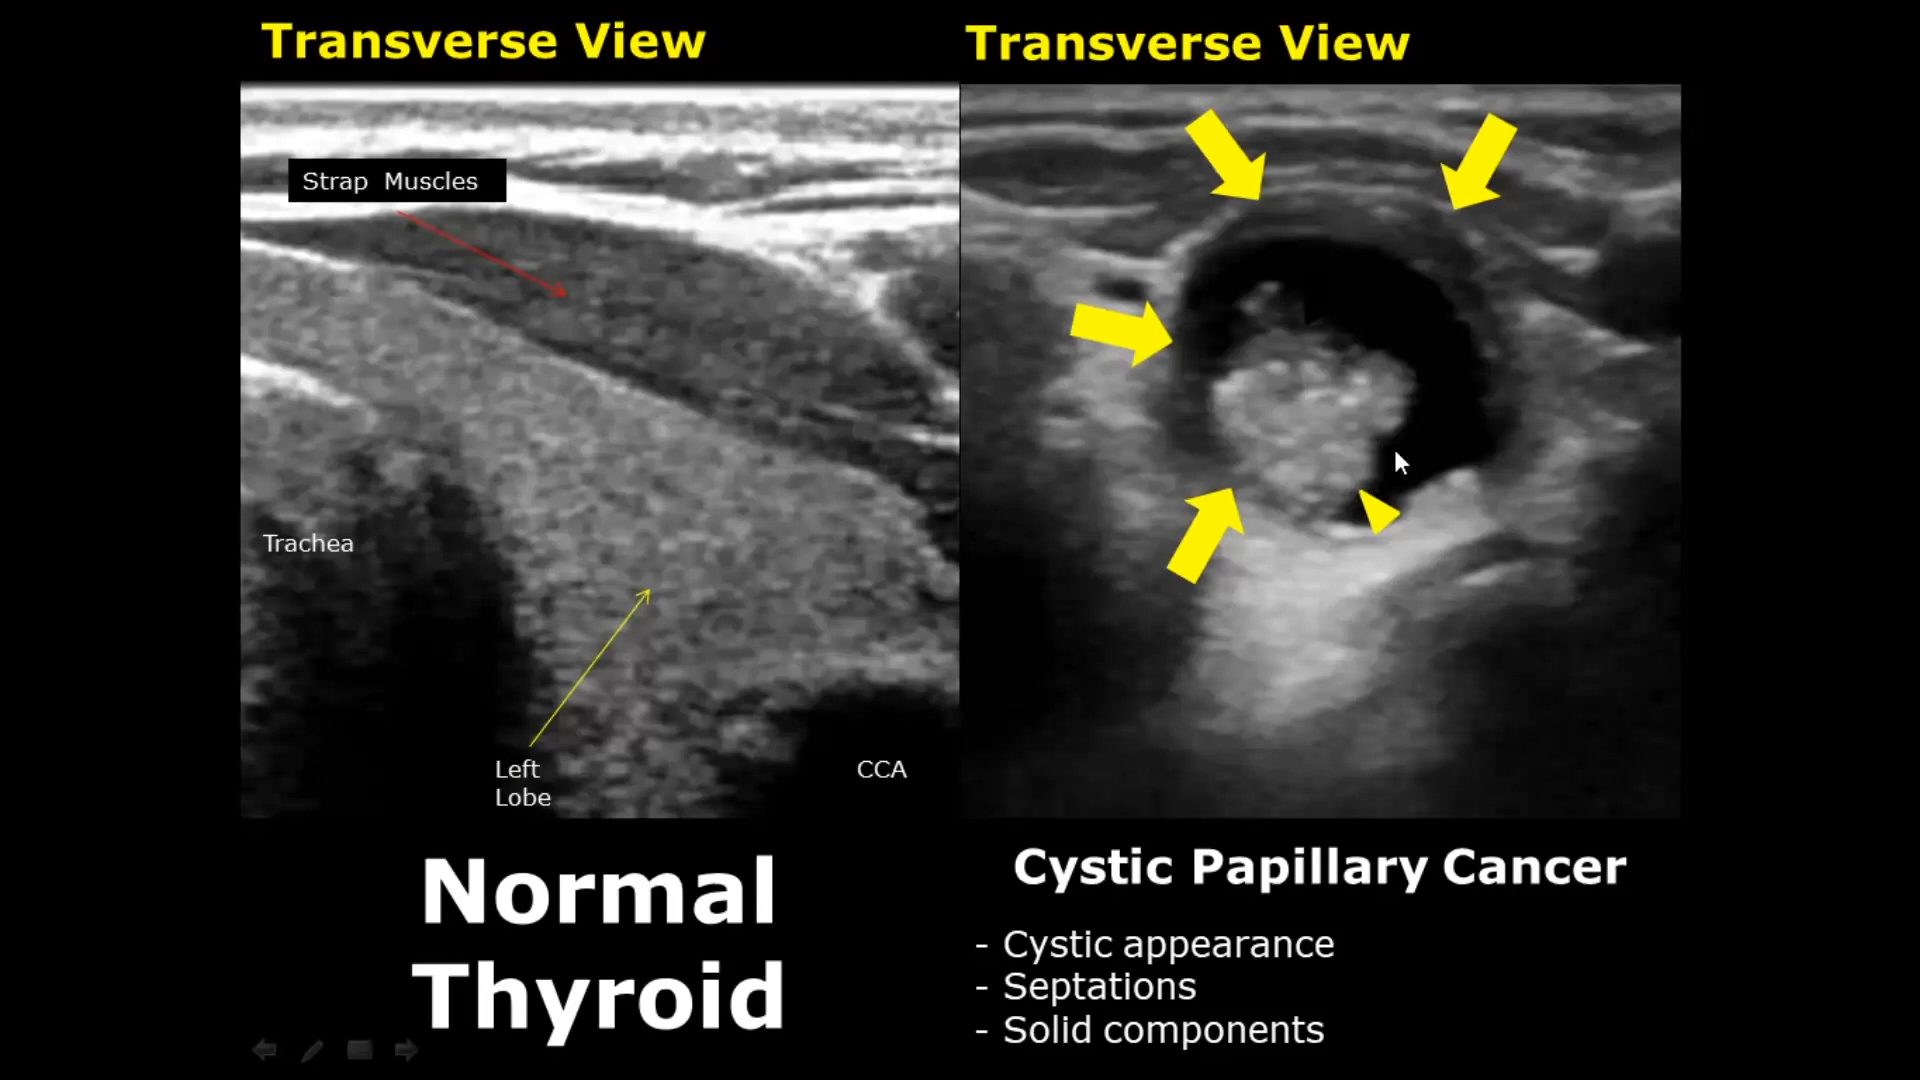 Transverse View
Strap Muscles
Trachea
Left
Lobe
CCA
Normal
Thyroid
Transverse View
Cystic Papillary Cancer
- Cystic appearance
- Septations
- Solid components